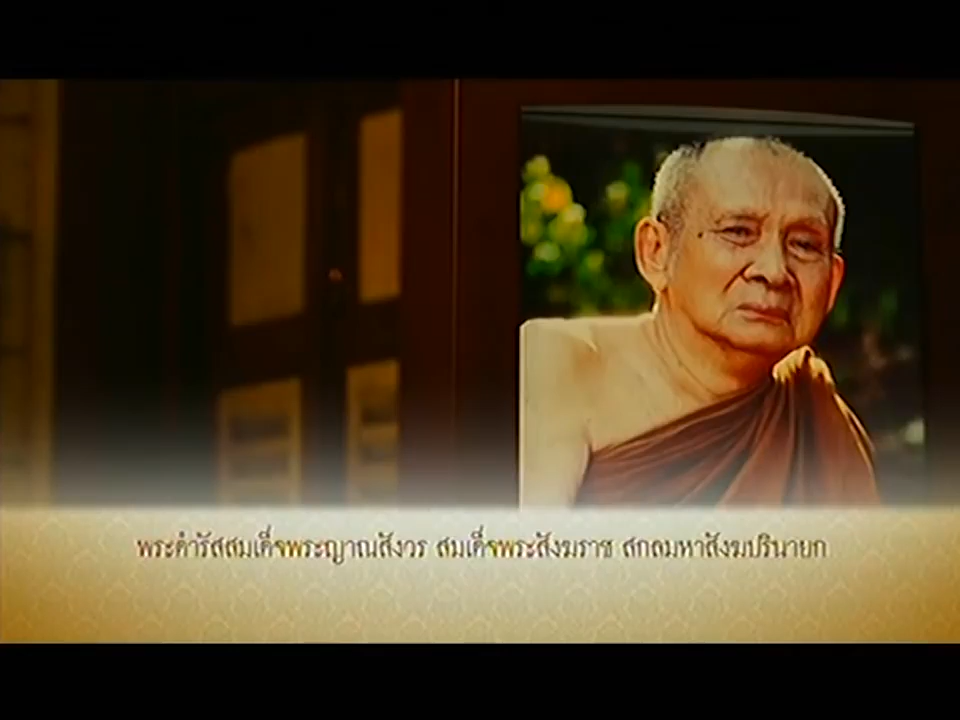 พระดำรัสสมเด็จพระญาณสังวร สมเด็จพระสังฆราช สกลมหาสังฆปรินายก